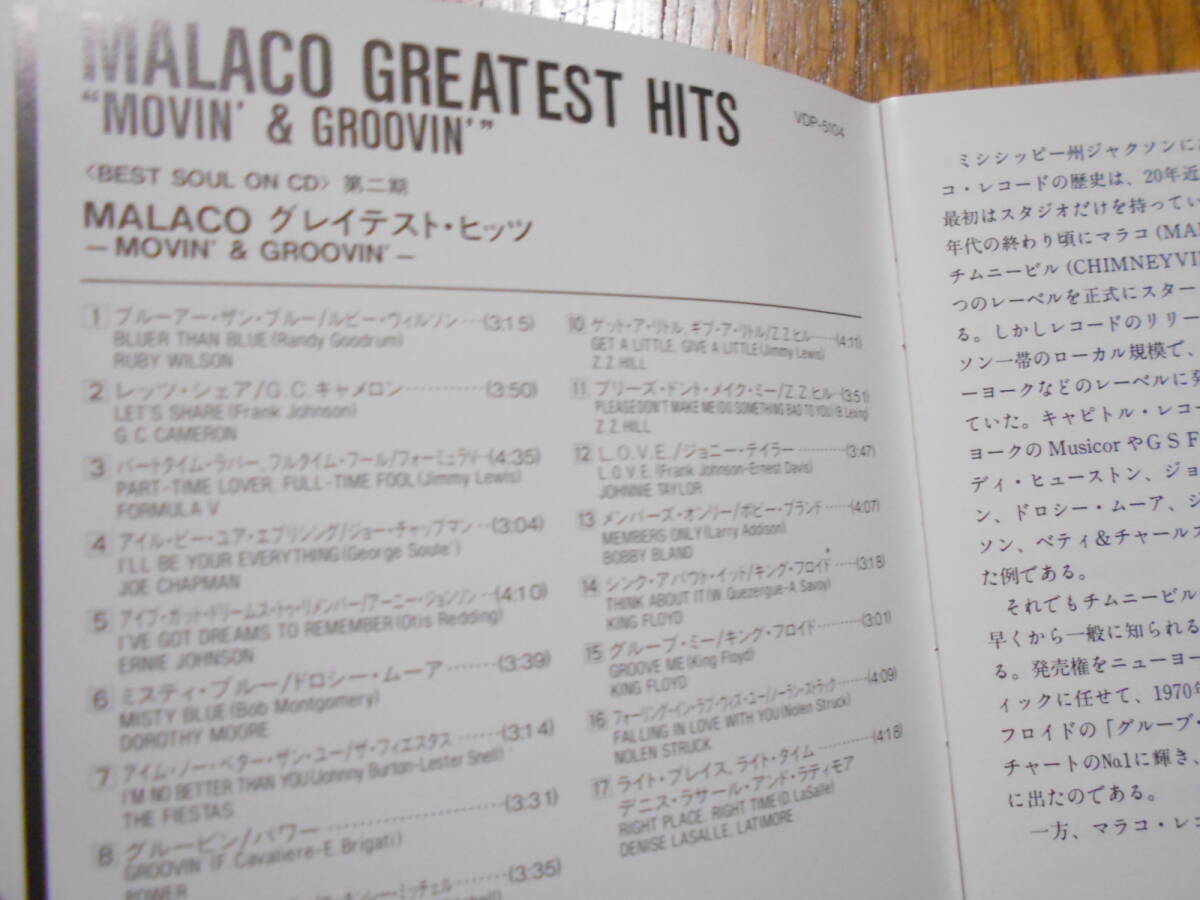 MALACO GREATEST HITS
"MOVIN' & GROOVIN'"
VDP-5104
〈BEST SOUL ON CD〉 第二期
MALACO グレイテスト・ヒッツ
— MOVIN' & GROOVIN' —
1 ブルーアー・サン・ブルー/ルビー・ウィルソン…(3:15)
BLUER THAN BLUE (Randy Goodrum)
RUBY WILSON
2 レッツ・シェア/G.C.キャメロン…………(3:50)
LET'S SHARE (Frank Johnson)
G.C. CAMERON
3 パートタイム・ラバー、フルタイム・フール/フォーミュラV…(4:35)
PART-TIME LOVER, FULL-TIME FOOL (Jimmy Lewis)
FORMULA V
4 アイル・ビー・ユア・エブリシング/ジョー・チャップマン…(3:04)
I'LL BE YOUR EVERYTHING (George Soule')
JOE CHAPMAN
5 アイブ・ガット・ドリームス・トゥ・リメンバー/アーニー・ジョンソン…(4:10)
I'VE GOT DREAMS TO REMEMBER (Otis Redding)
ERNIE JOHNSON
6 ミスティ・ブルー/ドロシー・ムーア………(3:39)
MISTY BLUE (Bob Montgomery)
DOROTHY MOORE
7 アイム・ノー・ベター・ザン・ユー/ザ・フィエスタス………(3:14)
I'M NO BETTER THAN YOU (Johnny Burton-Lester Snell)
THE FIESTAS
8 グルービン/パワー……………………(3:31)
GROOVIN' (F. Cavaliere-E. Brigati)
POWER
ミッチェル………(3:35)
10 ゲット・ア・リトル、ギブ・ア・リトル/Z.Z.ヒル……(4:11)
GET A LITTLE, GIVE A LITTLE (Jimmy Lewis)
Z.Z. HILL
11 プリーズ・ドント・メイク・ミー/Z.Z.ヒル…(3:51)
PLEASE DON'T MAKE ME (DO SOMETHING BAD TO YOU) (B. Lexing)
Z.Z. HILL
12 L.O.V.E./ジョニー・テイラー…………(3:47)
L.O.V.E. (Frank Johnson-Ernest Davis)
JOHNNIE TAYLOR
13 メンバーズ・オンリー/ボビー・ブランド……(4:07)
MEMBERS ONLY (Larry Addison)
BOBBY BLAND
14 シンク・アバウト・イット/キング・フロイド……(3:18)
THINK ABOUT IT (W. Quezergue-A. Savoy)
KING FLOYD
15 グルーブ・ミー/キング・フロイド…………(3:01)
GROOVE ME (King Floyd)
KING FLOYD
16 フォーリング・イン・ラブ・ウィズ・ユー/ノーラン・ストラック……(4:09)
FALLING IN LOVE WITH YOU (Nolen Struck)
NOLEN STRUCK
17 ライト・プレイス、ライト・タイム…………(4:18)
デニス・ラサール・アンド・ラティモア
RIGHT PLACE, RIGHT TIME (D. LaSalle)
DENISE LASALLE, LATIMORE
ミシシッピー州ジャクソンに
コ・レコードの歴史は、20年近
最初はスタジオだけを持ってい
年代の終わり頃にマラコ (MA
チムニービル (CHIMNEYVI
つのレーベルを正式にスター
る。しかしレコードのリリー
ソン一帯のローカル規模で、
ーヨークなどのレーベルに発
ていた。キャピトル・レコ
ヨークの Musicor やGSF
ディ・ヒューストン、ジョ
ン、ドロシー・ムーア、ジ
ソン、ベティ&チャールス
た例である。
それでもチムニービル
早くから一般に知られる
る。発売権をニューヨー
ィックに任せて、1970年
フロイドの「グルーブ・
チャートのNo.1に輝き、
に出たのである。
一方、マラコ・レコ